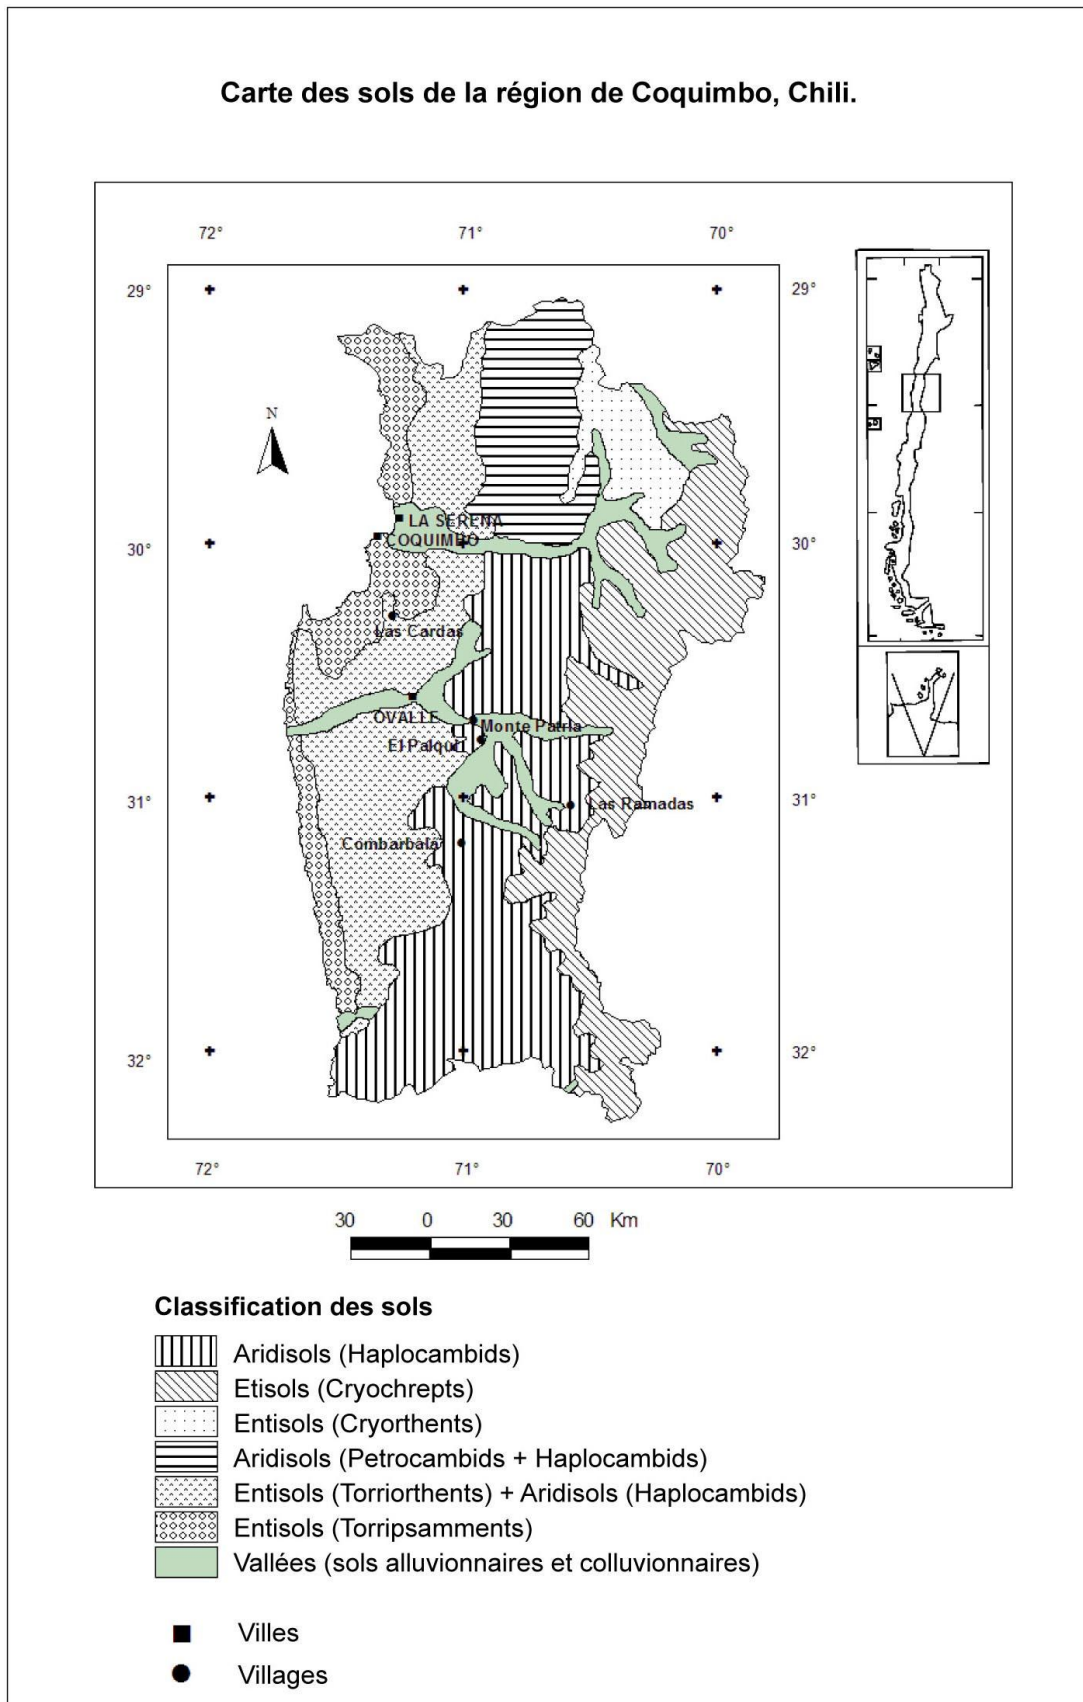 Carte des sols de la région de Coquimbo, Chili.
72° 71° 70°
29° 29°
N
LA SERENA
30° COQUIMBO 30°
Las Cardas
OVALLE
Monte Patria
El Palqui
31° 31°
Las Ramadas
Combarbalá
32° 32°
72° 71° 70°
30 0 30 60 Km
Classification des sols
Aridisols (Haplocambids)
Etisols (Cryochrepts)
Entisols (Cryorthents)
Aridisols (Petrocambids + Haplocambids)
Entisols (Torriorthents) + Aridisols (Haplocambids)
Entisols (Torripsamments)
Vallées (sols alluvionnaires et colluvionnaires)
Villes
Villages